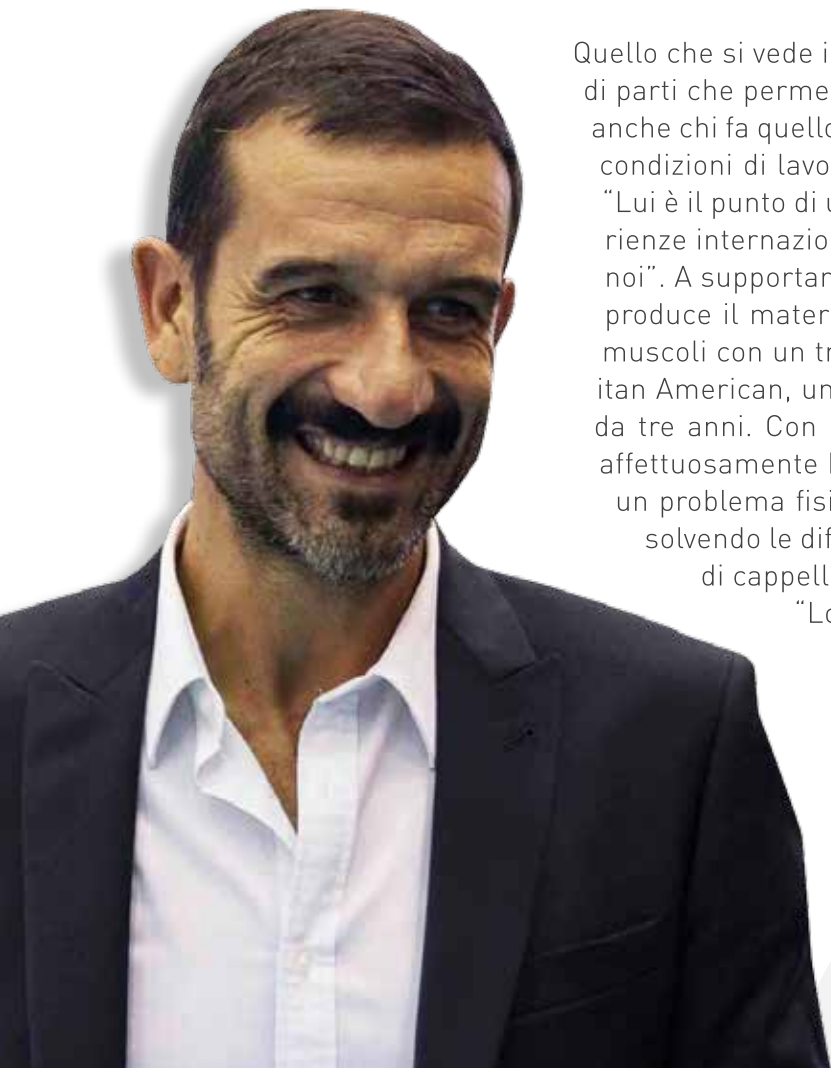 Quello che si vede i
di parti che perme
anche chi fa quello
condizioni di lavo
“Lui è il punto di u
rienze internazio
noi”. A supportar
produce il mater
muscoli con un tr
itan American, un
da tre anni. Con
affettuosamente
un problema fisi
solvendo le dif
di cappell
“Lo